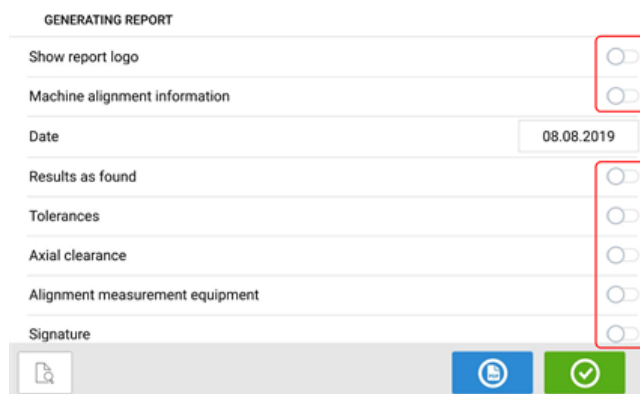 GENERATING REPORT
Show report logo
Machine alignment information
Date 08.08.2019
Results as found
Tolerances
Axial clearance
Alignment measurement equipment
Signature